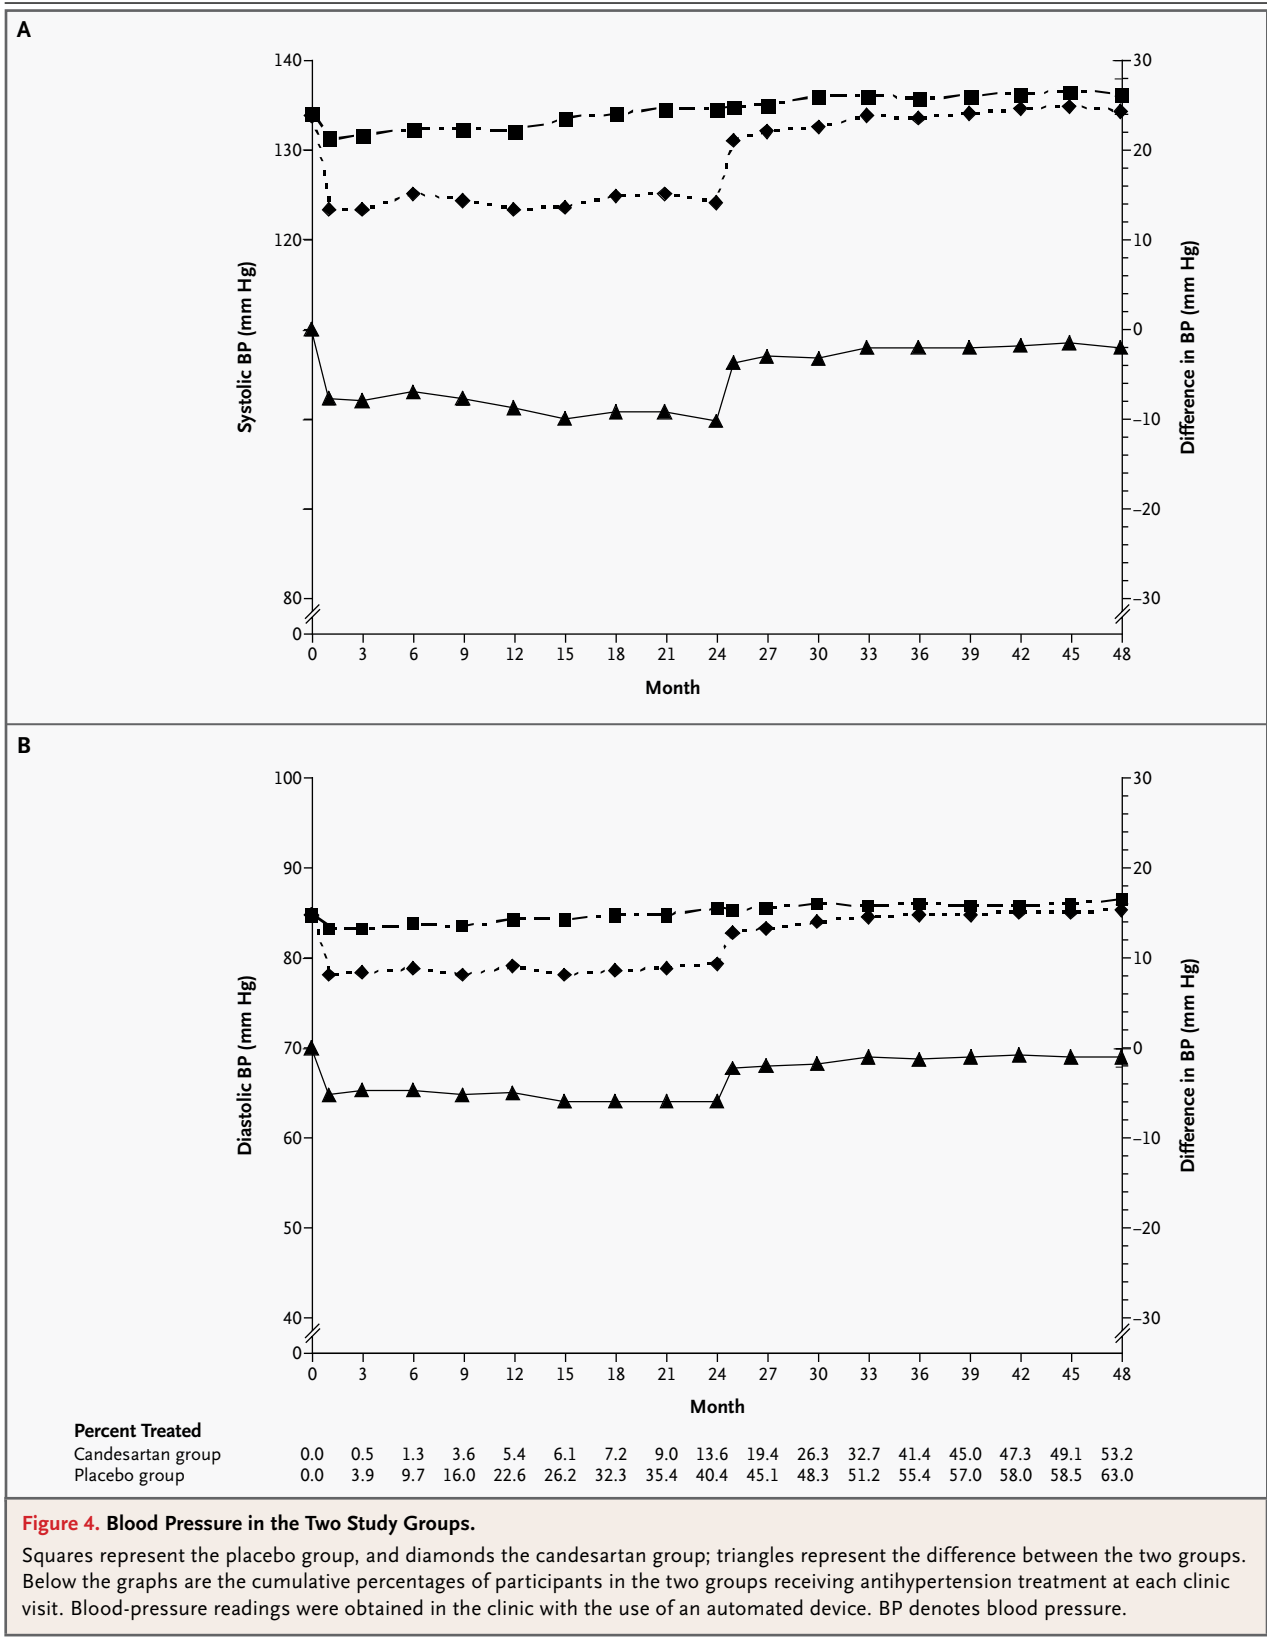 A
140
130
120
80
0
Systolic BP (mm Hg)
30
20
10
0
–10
–20
–30
Difference in BP (mm Hg)
0 3 6 9 12 15 18 21 24 27 30 33 36 39 42 45 48
Month
B
100
90
80
70
60
50
40
0
Diastolic BP (mm Hg)
30
20
10
0
–10
–20
–30
Difference in BP (mm Hg)
0 3 6 9 12 15 18 21 24 27 30 33 36 39 42 45 48
Month
Percent Treated
Candesartan group 0.0 0.5 1.3 3.6 5.4 6.1 7.2 9.0 13.6 19.4 26.3 32.7 41.4 45.0 47.3 49.1 53.2
Placebo group 0.0 3.9 9.7 16.0 22.6 26.2 32.3 35.4 40.4 45.1 48.3 51.2 55.4 57.0 58.0 58.5 63.0
Figure 4. Blood Pressure in the Two Study Groups.
Squares represent the placebo group, and diamonds the candesartan group; triangles represent the difference between the two groups.
Below the graphs are the cumulative percentages of participants in the two groups receiving antihypertension treatment at each clinic
visit. Blood-pressure readings were obtained in the clinic with the use of an automated device. BP denotes blood pressure.